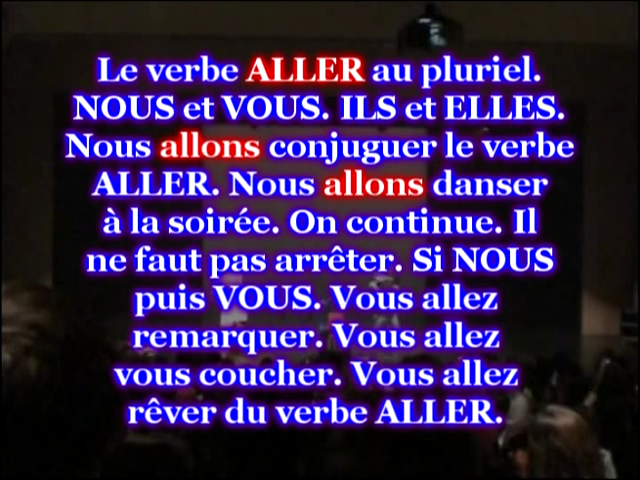 Le verbe ALLER au pluriel.
NOUS et VOUS. ILS et ELLES.
Nous allons conjuguer le verbe
ALLER. Nous allons danser
à la soirée. On continue. Il
ne faut pas arrêter. Si NOUS
puis VOUS. Vous allez
remarquer. Vous allez
vous coucher. Vous allez
rêver du verbe ALLER.